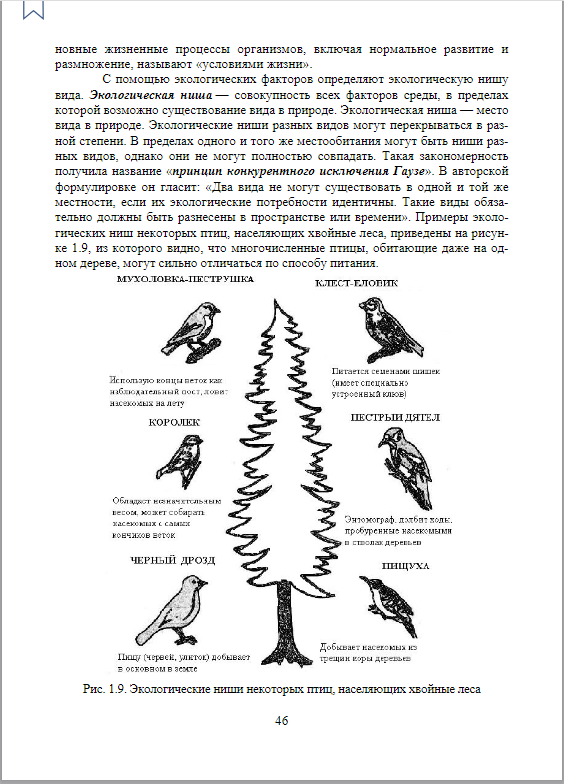 новные жизненные процессы организмов, включая нормальное развитие и
размножение, называют «условиями жизни».
С помощью экологических факторов определяют экологическую нишу
вида. Экологическая ниша — совокупность всех факторов среды, в пределах
которой возможно существование вида в природе. Экологическая ниша — место
вида в природе. Экологические ниши разных видов могут перекрываться в раз-
ной степени. В пределах одного и того же местообитания могут быть ниши раз-
ных видов, однако они не могут полностью совпадать. Такая закономерность
получила название «принцип конкурентного исключения Гаузе». В авторской
формулировке он гласит: «Два вида не могут существовать в одной и той же
местности, если их экологические потребности идентичны. Такие виды обяза-
тельно должны быть разнесены в пространстве или времени». Примеры эколо-
гических ниш некоторых птиц, населяющих хвойные леса, приведены на рисун-
ке 1.9, из которого видно, что многочисленные птицы, обитающие даже на од-
ном дереве, могут сильно отличаться по способу питания.
МУХОЛОВКА-ПЕСТРУШКА
Использую концы веток как
наблюдательный пост, ловит
насекомых на лету
КЛЕСТ-ЕЛОВИК
Питается семенами шишек
(имеет специально
устроенный клюв)
КОРОЛЕК
Обладает незначительным
весом, может собирать
насекомых с самых
кончиков веток
ПЕСТРЫЙ ДЯТЕЛ
Энтомограф, долбит ходы,
пробуренные насекомыми
в стволах деревьев
ЧЕРНЫЙ ДРОЗД
Пищу (червей, улиток) добывает
в основном в земле
ПИЩУХА
Добывает насекомых из
трещин коры деревьев
Рис. 1.9. Экологические ниши некоторых птиц, населяющих хвойные леса
46